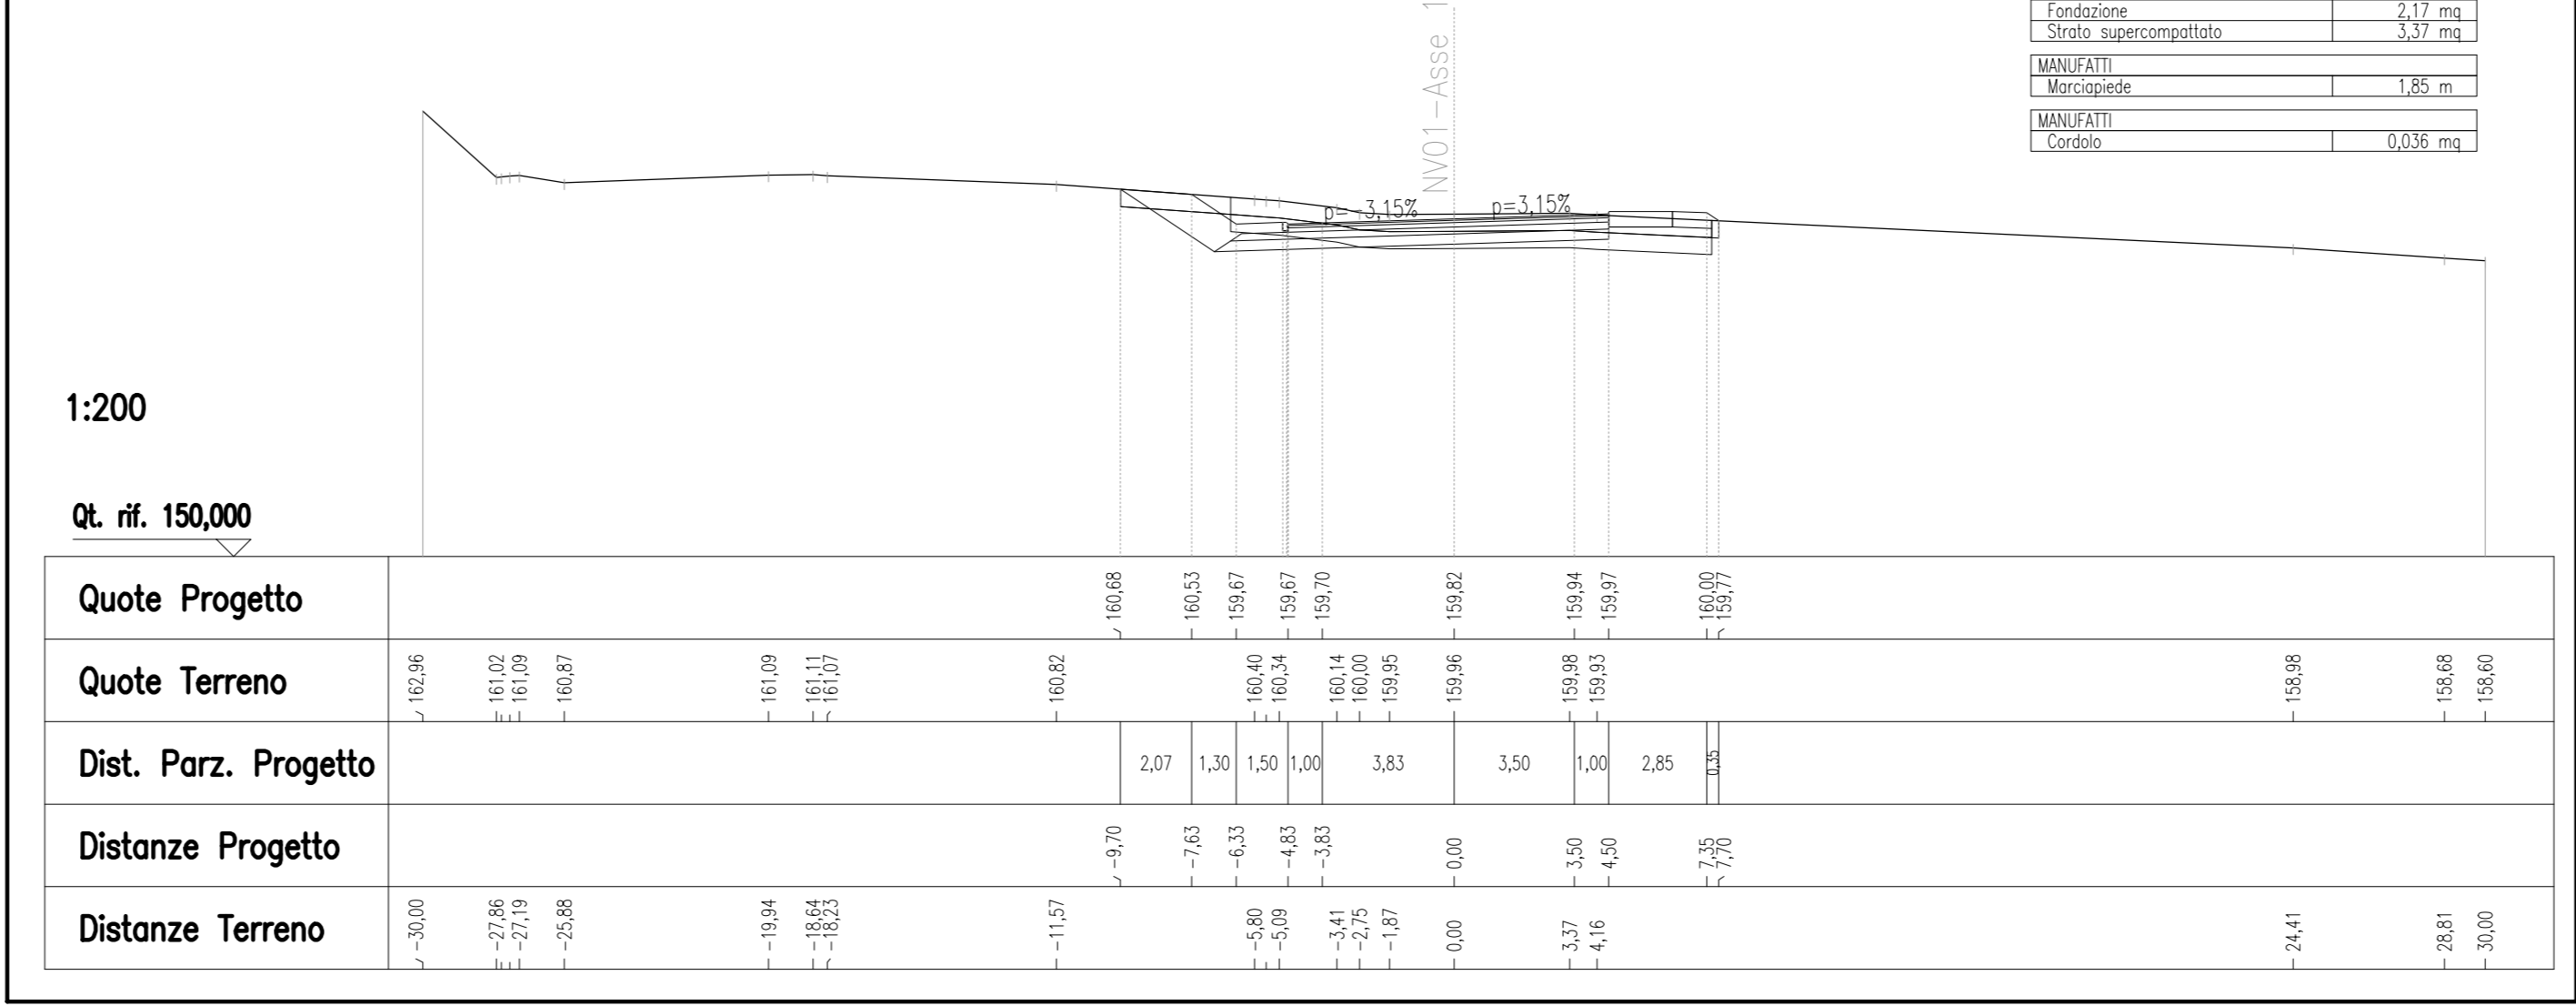 Fondazione 2,17 mq
Strato supercompattato 3,37 mq
MANUFATTI
Marciapiede 1,85 m
MANUFATTI
Cordolo 0,036 mq
NV01-Asse 1
p= -3,15% p=3,15%
1:200
Qt. rif. 150,000
Quote Progetto 160,68 160,53 159,67 159,67 159,70 159,82 159,94 159,97 160,00 159,77
Quote Terreno 162,96 161,02 161,09 160,87 161,09 161,11 161,07 160,82 160,40 160,34 160,14 160,00 159,95 159,96 159,98 159,93 158,98 158,68 158,60
Dist. Parz. Progetto 2,07 1,30 1,50 1,00 3,83 3,50 1,00 2,85 0,35
Distanze Progetto -9,70 -7,63 -6,33 -4,83 -3,83 0,00 3,50 4,50 7,35 7,70
Distanze Terreno -30,00 -27,86 -27,19 -25,88 -19,94 -18,64 -18,23 -11,57 -5,80 -5,09 -3,41 -2,75 -1,87 0,00 3,37 4,16 24,41 28,81 30,00